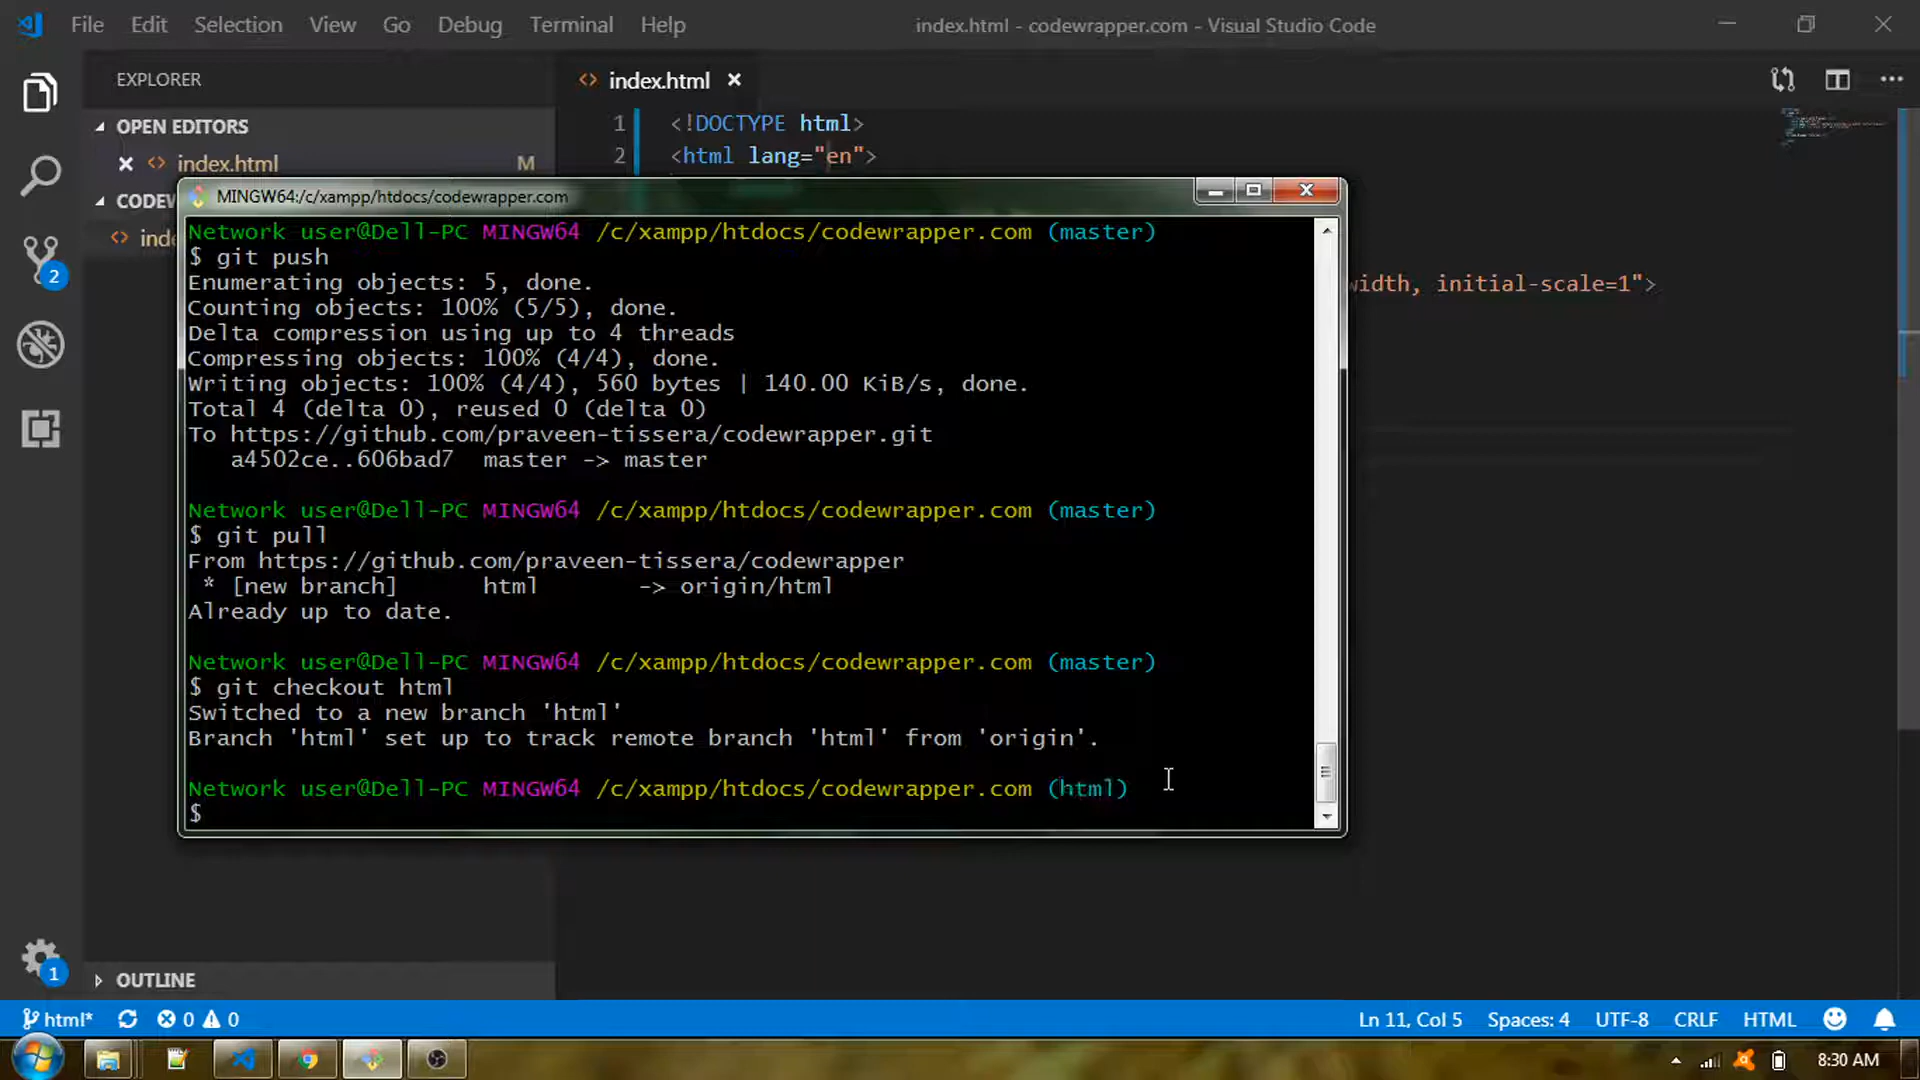 File Edit Selection View Go Debug Terminal Help
index.html - codewrapper.com - Visual Studio Code
EXPLORER
OPEN EDITORS
index.html M
CODEW
ind
2
index.html
1 <!DOCTYPE html>
2 <html lang="en">
width, initial-scale=1">
MINGW64:/c/xampp/htdocs/codewrapper.com
Network user@Dell-PC MINGW64 /c/xampp/htdocs/codewrapper.com (master)
$ git push
Enumerating objects: 5, done.
Counting objects: 100% (5/5), done.
Delta compression using up to 4 threads
Compressing objects: 100% (4/4), done.
Writing objects: 100% (4/4), 560 bytes | 140.00 KiB/s, done.
Total 4 (delta 0), reused 0 (delta 0)
To https://github.com/praveen-tissera/codewrapper.git
a4502ce..606bad7 master -> master
Network user@Dell-PC MINGW64 /c/xampp/htdocs/codewrapper.com (master)
$ git pull
From https://github.com/praveen-tissera/codewrapper
* [new branch] html -> origin/html
Already up to date.
Network user@Dell-PC MINGW64 /c/xampp/htdocs/codewrapper.com (master)
$ git checkout html
Switched to a new branch 'html'
Branch 'html' set up to track remote branch 'html' from 'origin'.
Network user@Dell-PC MINGW64 /c/xampp/htdocs/codewrapper.com (html)
$
1
OUTLINE
html* 0 0 Ln 11, Col 5 Spaces: 4 UTF-8 CRLF HTML
8:30 AM